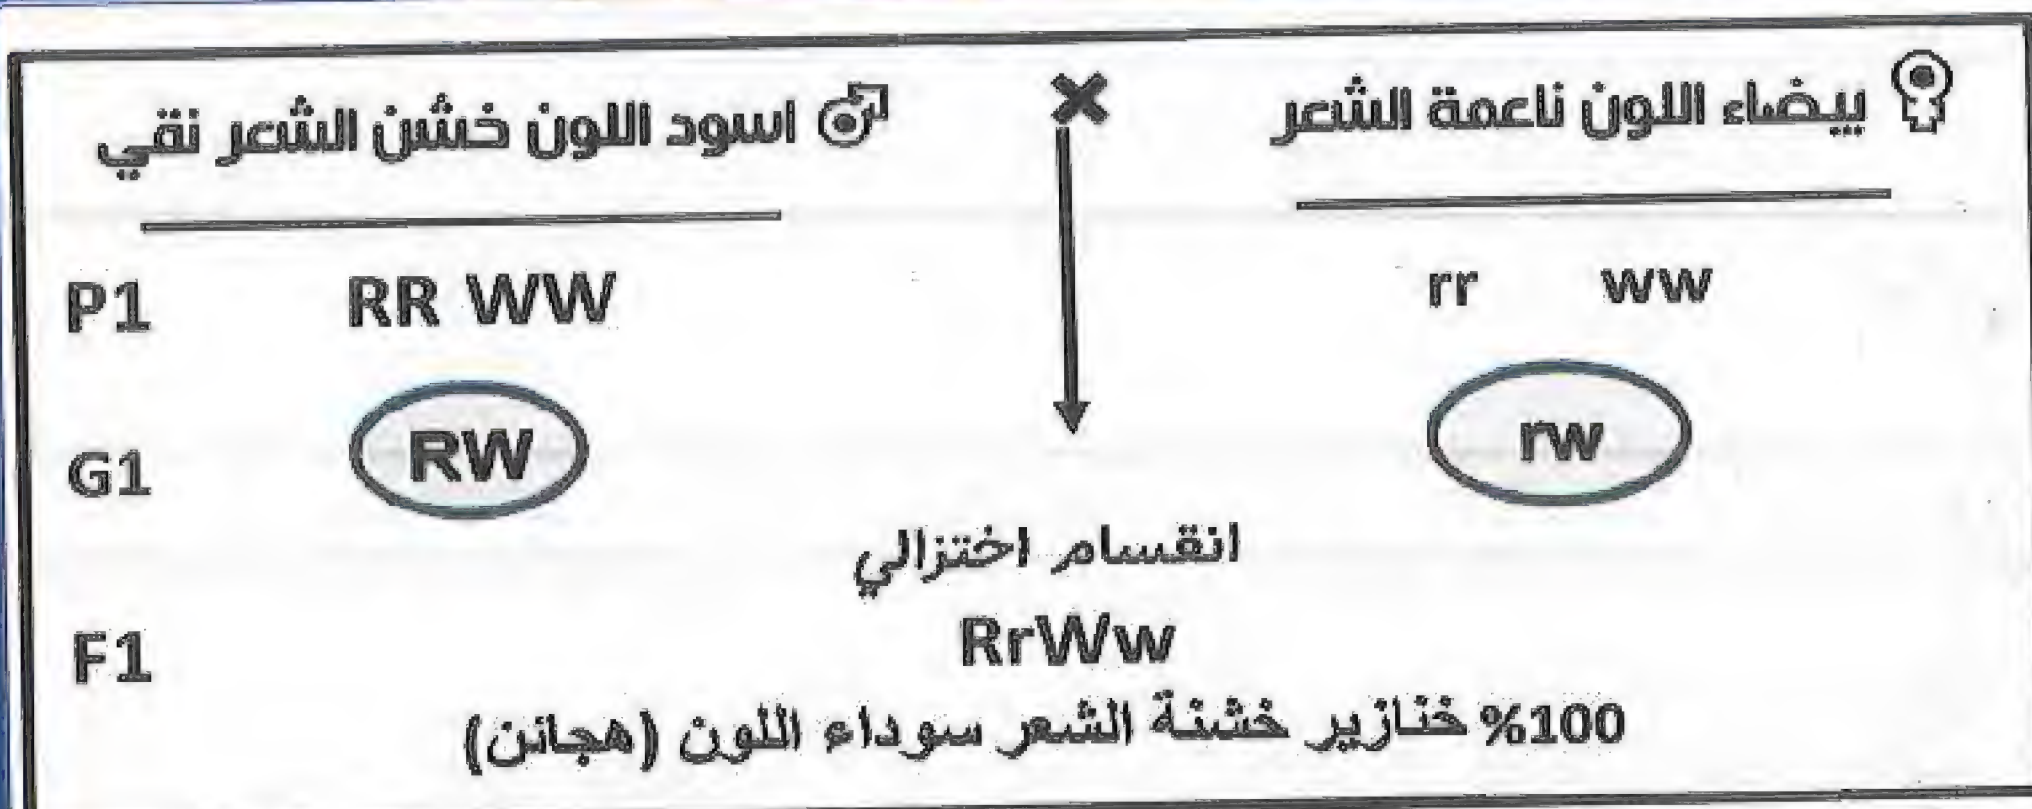 بيضاء اللون ناعمة الشعر × اسود اللون خشن الشعر نقي
P1 RR WW rr ww
G1 RW rw
انقسام اختزالي
F1 RrWw
100% خنازير خشنة الشعر سوداء اللون (هجائن)